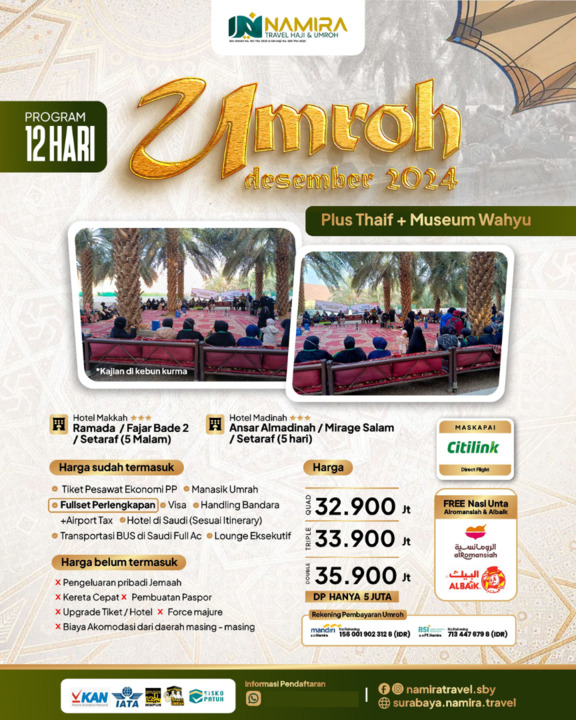 NAMIRA
TRAVEL HAJI & UMROH
PROGRAM
12 HARI
Umroh
desember 2024
Plus Thaif + Museum Wahyu
*Kajian di kebun kurma
Hotel Makkah
Ramada / Fajar Bade 2
/ Setaraf (5 Malam)
Hotel Madinah
Ansar Almadinah / Mirage Salam
/ Setaraf (5 hari)
MASKAPAI
Citilink
Direct Flight
Harga sudah termasuk
Tiket Pesawat Ekonomi PP Manasik Umrah
Fullset Perlengkapan Visa Handling Bandara
+Airport Tax Hotel di Saudi (Sesuai Itinerary)
Transportasi BUS di Saudi Full Ac Lounge Eksekutif
Harga belum termasuk
X Pengeluaran pribadi Jemaah
X Kereta Cepat X Pembuatan Paspor
X Upgrade Tiket / Hotel X Force majure
X Biaya Akomodasi dari daerah masing - masing
Harga
QUAD
32.900 Jt
TRIPLE
33.900 Jt
DOUBLE
35.900 Jt
DP HANYA 5 JUTA
Rekening Pembayaran Umroh
mandiri
156 001 902 312 8 (IDR)
BSI
713 447 679 8 (IDR)
FREE Nasi Unta
Alromansiah & Albaik
الرومانسية
alRomansiah
البيك
ALBAIK
KAN
IATA
SISKO
PATUH
Informasi Pendaftaran
namiratravel.sby
surabaya.namira.travel